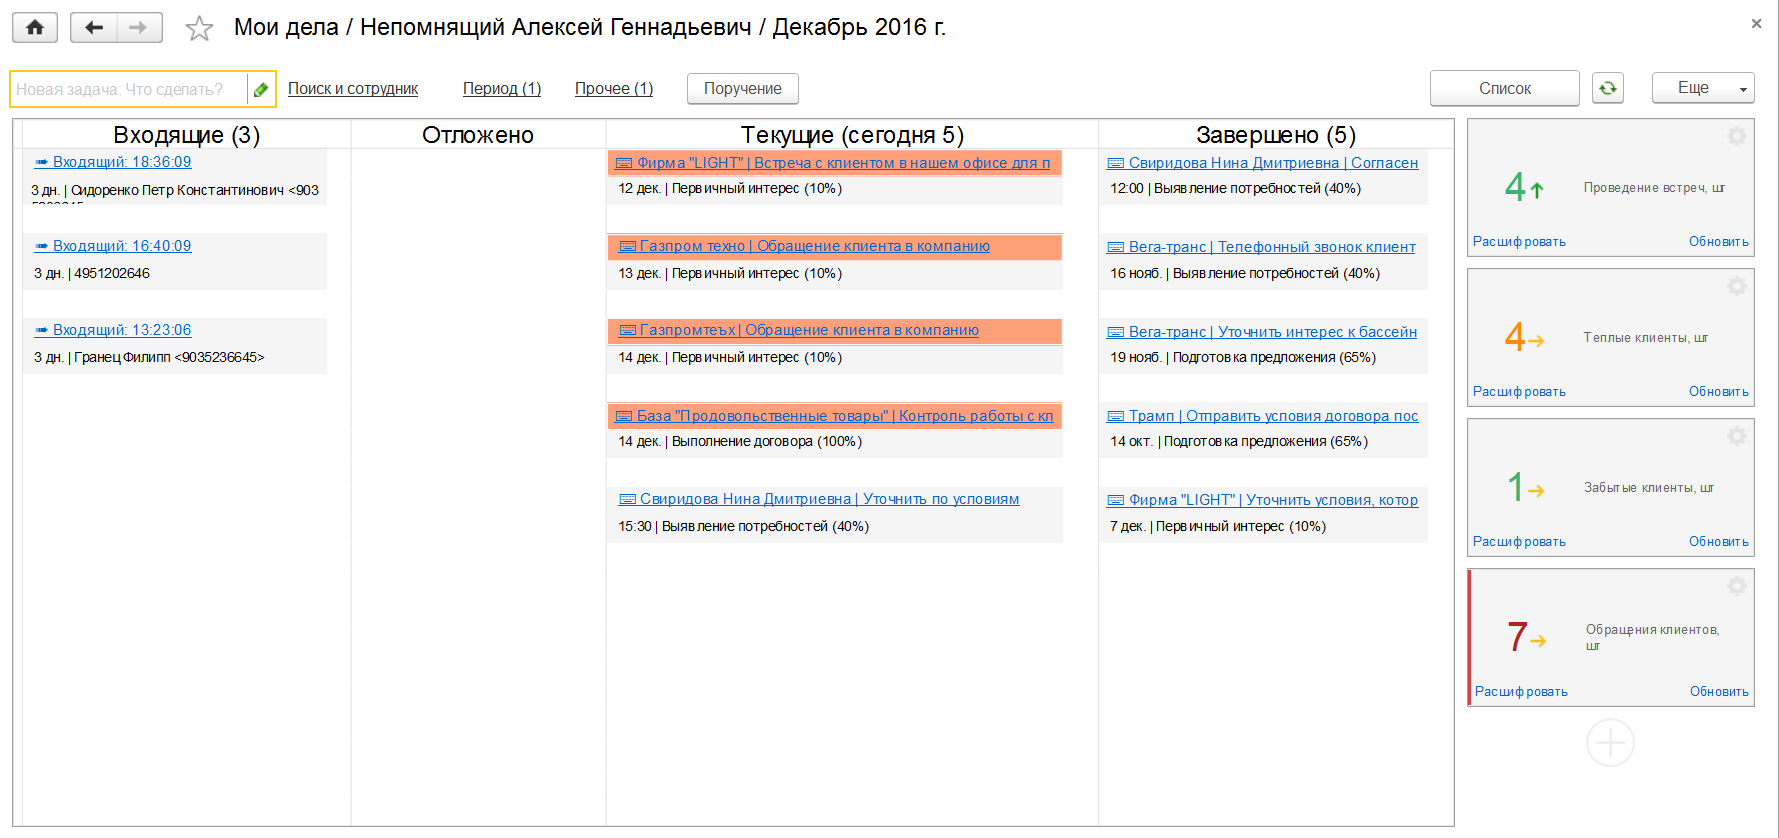 Мои дела / Непомнящий Алексей Геннадьевич / Декабрь 2016 г.
Новая задача: Что сделать?
Поиск и сотрудник
Период (1)
Прочее (1)
Поручение
Список
Еще
Входящие (3)
Входящий: 18:36:09
3 дн. | Сидоренко Петр Константинович <903
Входящий: 16:40:09
3 дн. | 4951202646
Входящий: 13:23:06
3 дн. | Гранец Филипп <9035236645>
Отложено
Текущие (сегодня 5)
Фирма "LIGHT" | Встреча с клиентом в нашем офисе для п
12 дек. | Первичный интерес (10%)
Газпром техно | Обращение клиента в компанию
13 дек. | Первичный интерес (10%)
Газпромтеъх | Обращение клиента в компанию
14 дек. | Первичный интерес (10%)
База "Продовольственные товары" | Контроль работы с кл
14 дек. | Выполнение договора (100%)
Свиридова Нина Дмитриевна | Уточнить по условиям
15:30 | Выявление потребностей (40%)
Завершено (5)
Свиридова Нина Дмитриевна | Согласен
12:00 | Выявление потребностей (40%)
Вега-транс | Телефонный звонок клиент
16 нояб. | Выявление потребностей (40%)
Вега-транс | Уточнить интерес к бассейн
19 нояб. | Подготовка предложения (65%)
Трамп | Отправить условия договора пос
14 окт. | Подготовка предложения (65%)
Фирма "LIGHT" | Уточнить условия, котор
7 дек. | Первичный интерес (10%)
4
Проведение встреч, шт
Расшифровать
Обновить
4
Теплые клиенты, шт
Расшифровать
Обновить
1
Забытые клиенты, шт
Расшифровать
Обновить
7
Обращения клиентов,
шт
Расшифровать
Обновить